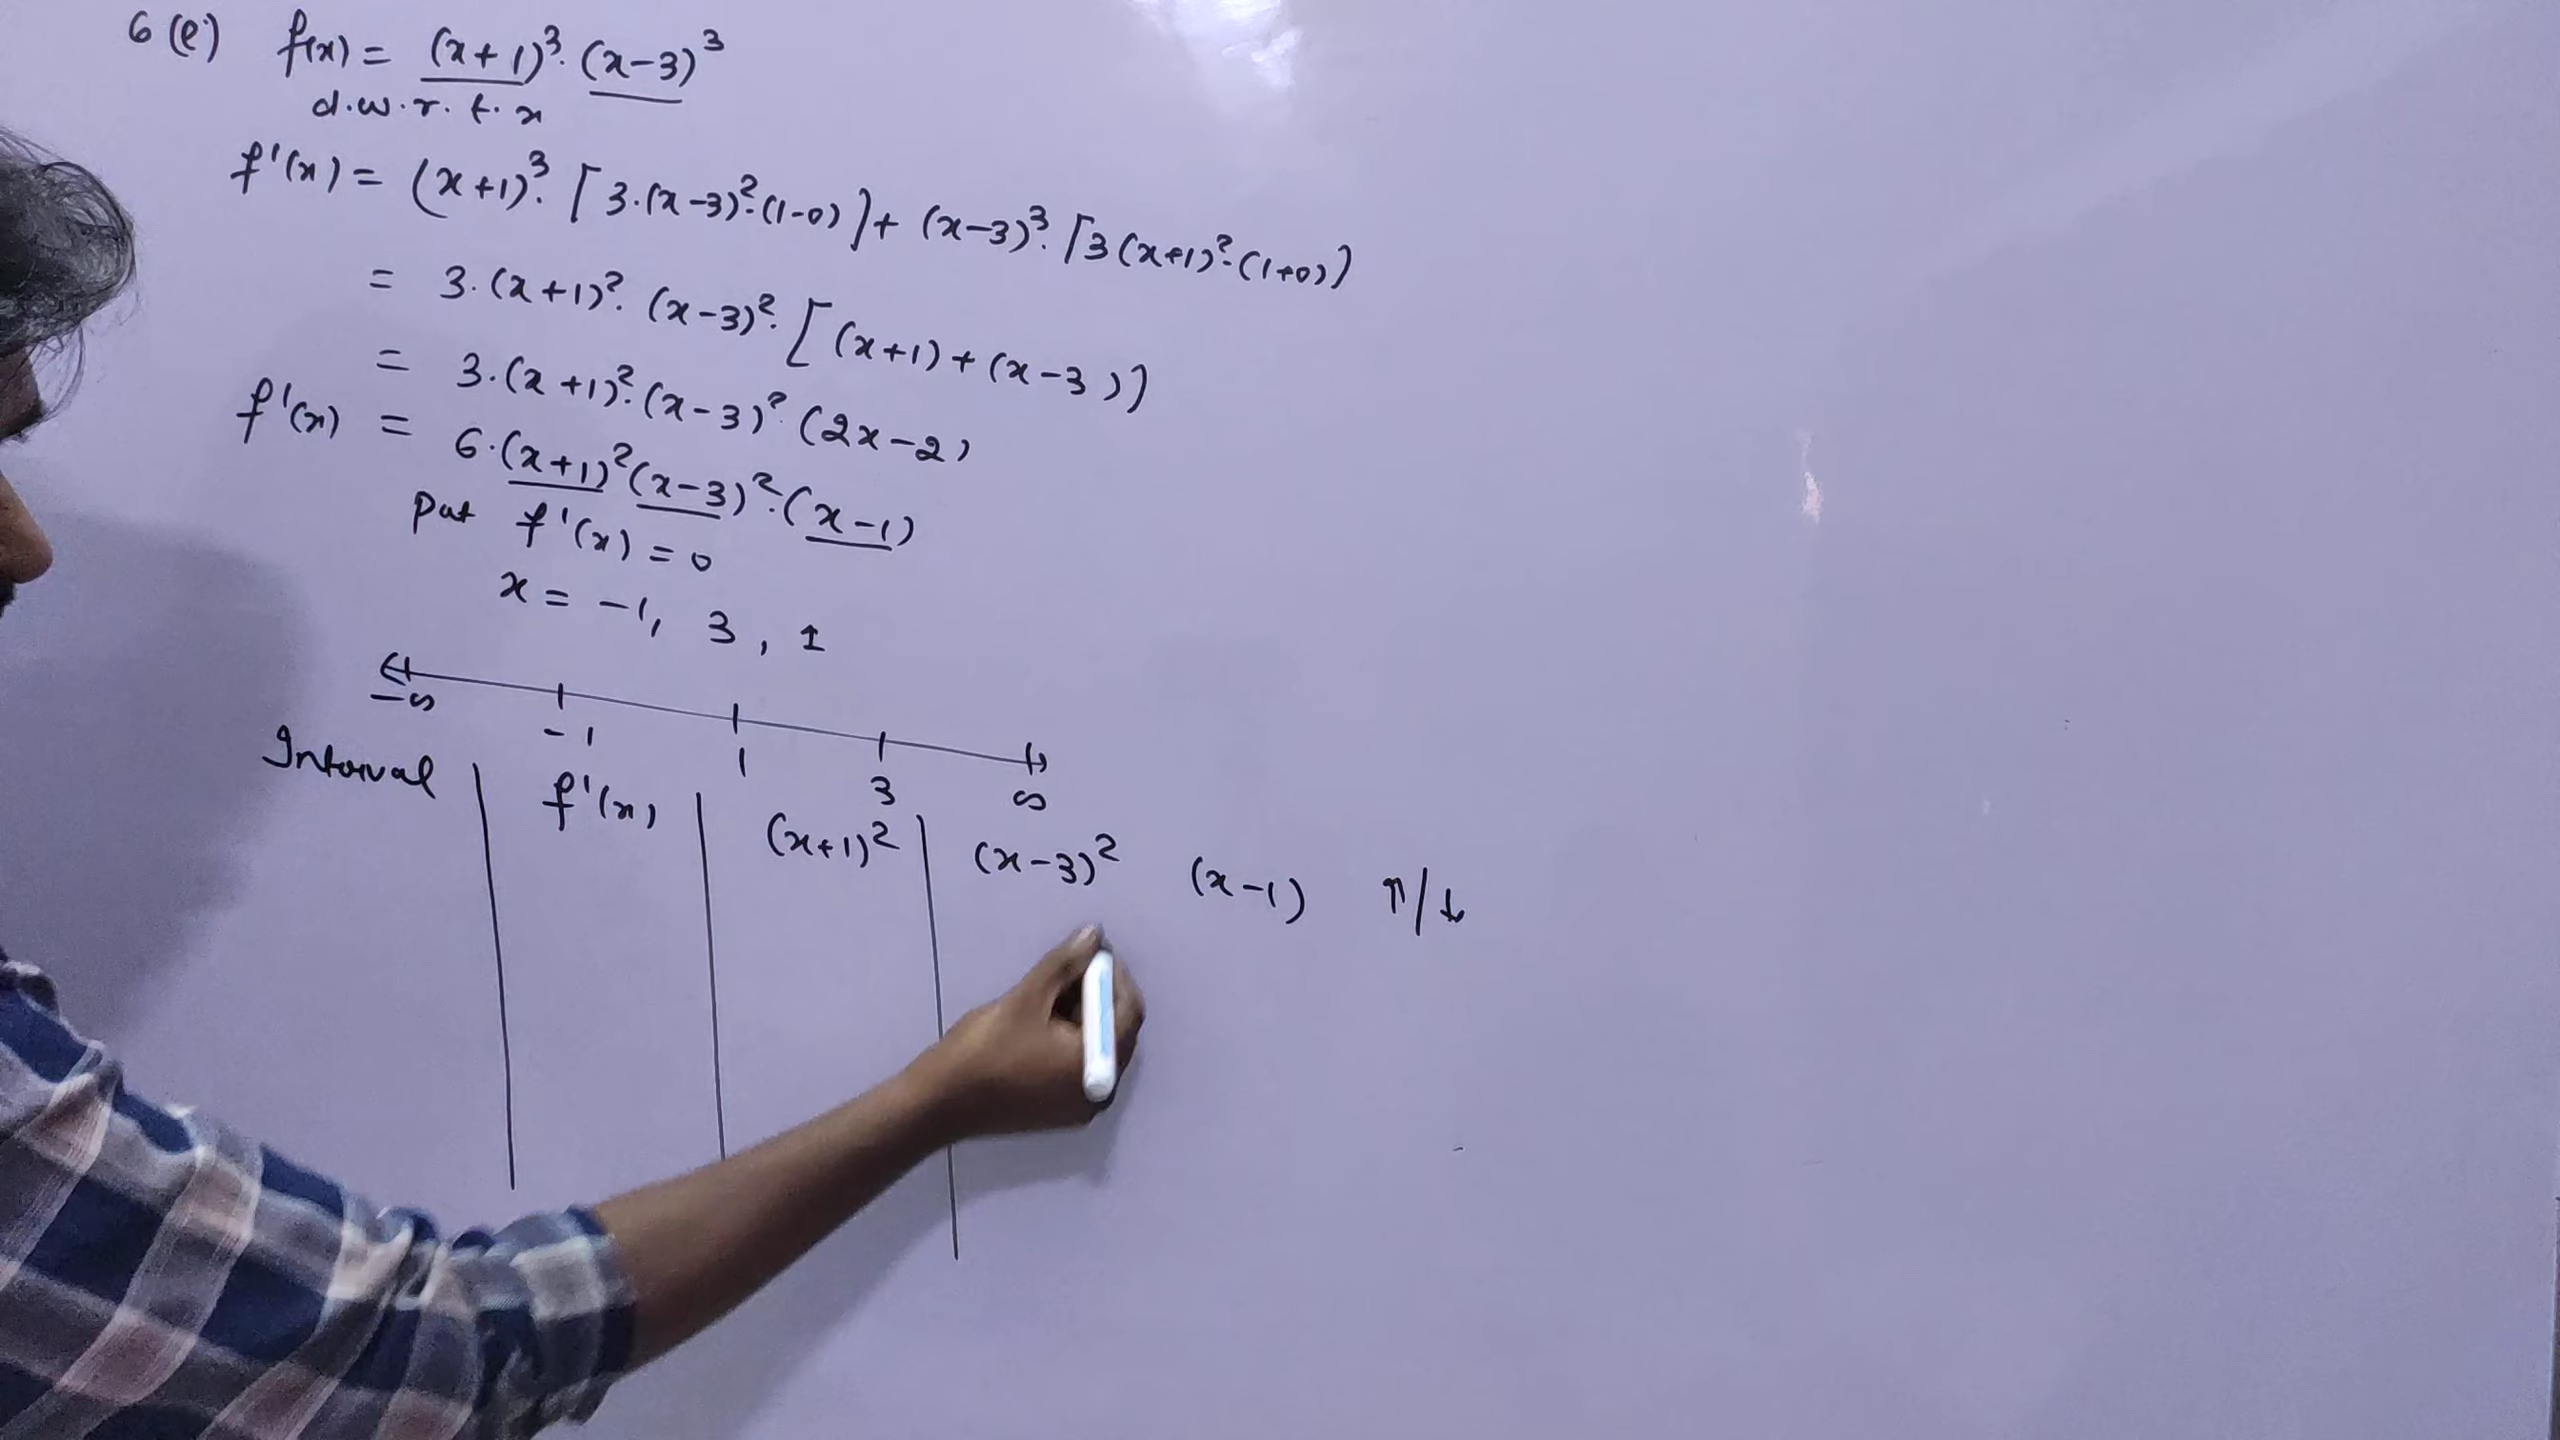 6 (e) f(x) = (x+1)³. (x-3)³
d.w.r.t.x
f'(x) = (x+1)³. [3.(x-3)².(1-0)] + (x-3)³. [3(x+1)².(1+0)]
= 3.(x+1)². (x-3)². [(x+1) + (x-3)]
= 3.(x+1)².(x-3)². (2x-2)
f'(x) = 6.(x+1)²(x-3)².(x-1)
put f'(x) = 0
x = -1, 3, 1
-∞ -1 1 3 ∞
Interval f'(x) (x+1)² (x-3)² (x-1) ↑/↓